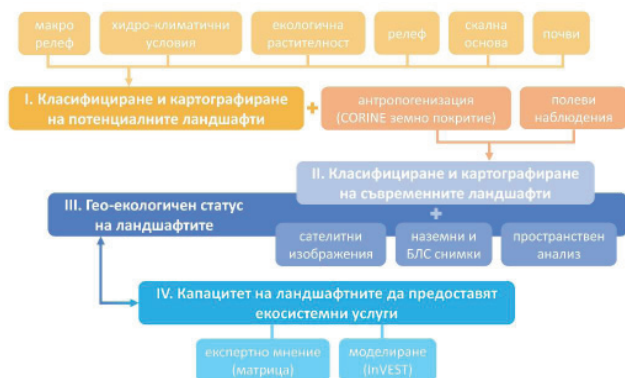 макро
релеф
хидро-климатични
условия
екологична
растителност
релеф
скална
основа
почви
I. Класифициране и картографиране
на потенциалните ландшафти
+
антропогенизация
(CORINE земно покритие)
полеви
наблюдения
II. Класифициране и картографиране
на съвременните ландшафти
+
III. Гео-екологичен статус
на ландшафтите
сателитни
изображения
наземни и
БЛС снимки
пространствен
анализ
IV. Капацитет на ландшафтните да предоставят
екосистемни услуги
експертно мнение
(матрица)
моделиране
(InVEST)